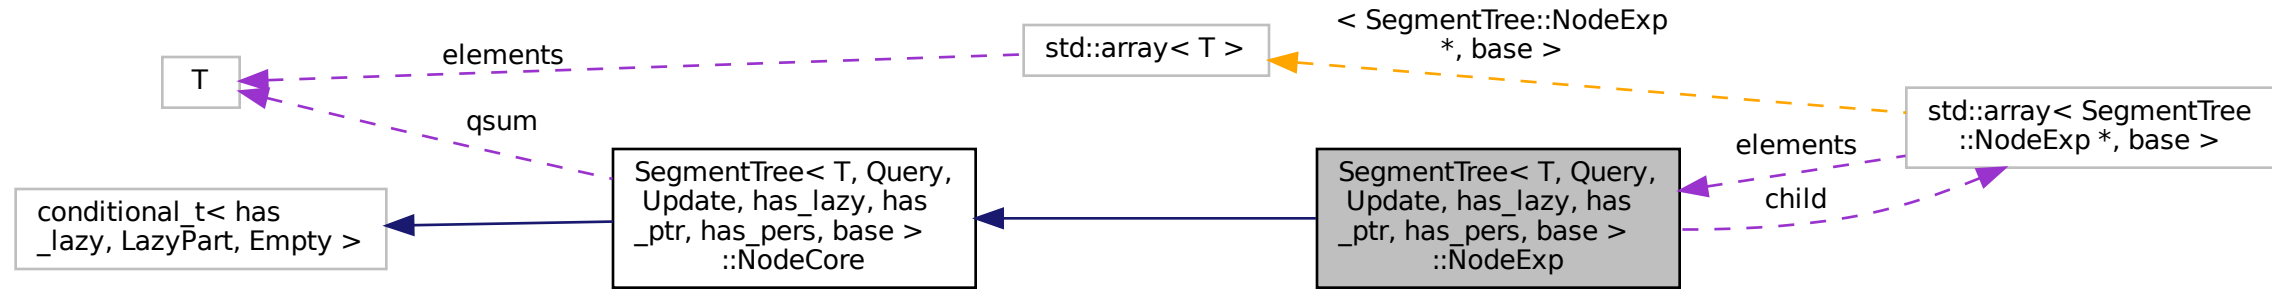 < SegmentTree::NodeExp
*, base >
elements
std::array< T >
T
std::array< SegmentTree
::NodeExp *, base >
qsum
elements
child
SegmentTree< T, Query,
Update, has_lazy, has
_ptr, has_pers, base >
::NodeCore
SegmentTree< T, Query,
Update, has_lazy, has
_ptr, has_pers, base >
::NodeExp
conditional_t< has
_lazy, LazyPart, Empty >